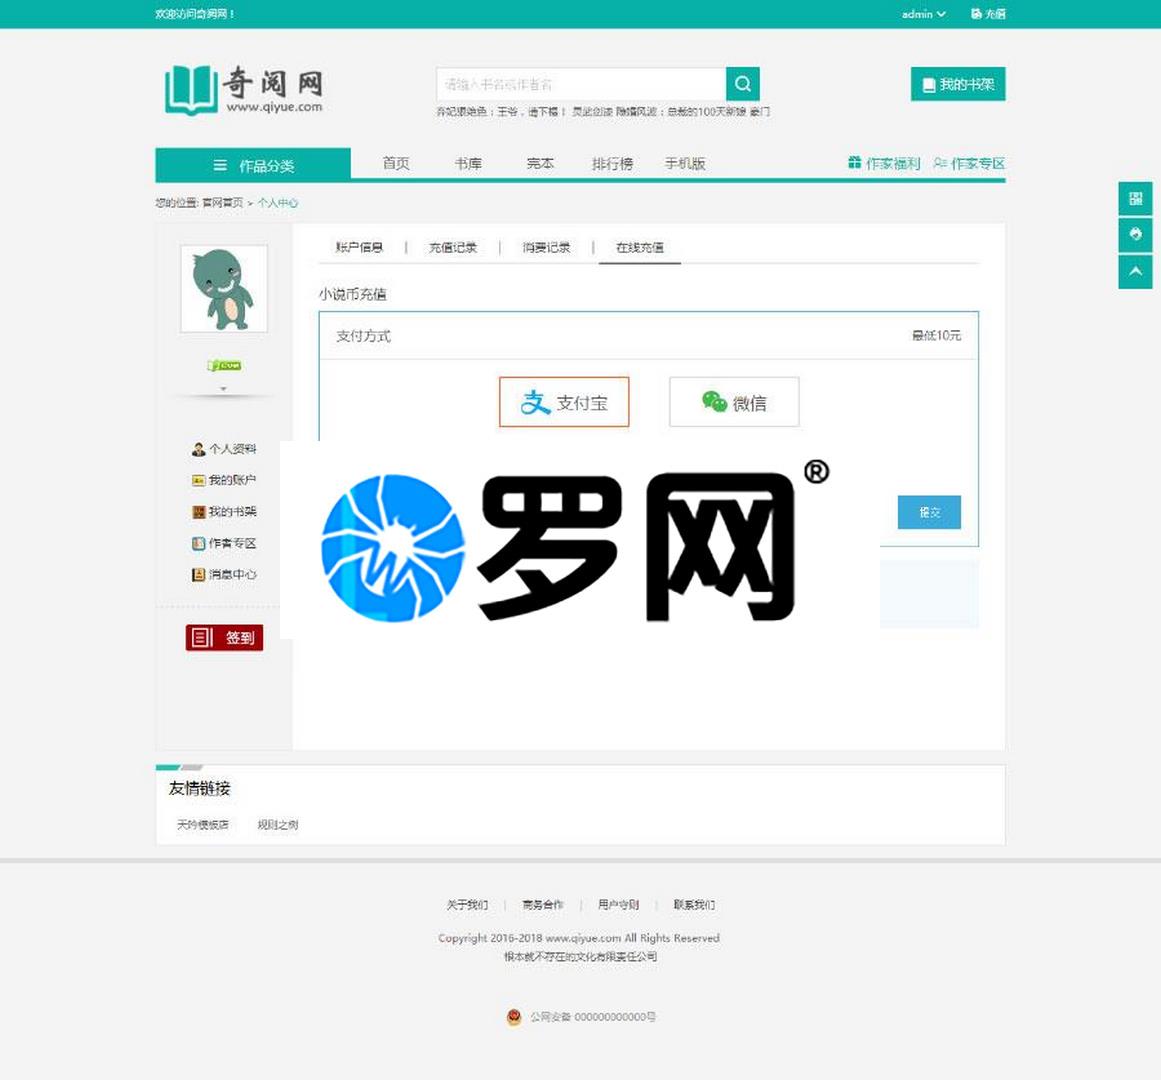 欢迎访问奇阅网！
admin 充值
奇阅网
www.qiyue.com
请输入书名或作者名
我的书架
弃妃狠绝色：王爷，请下榻！ 灵武剑漆 隐婚风波：总裁的100天新娘 豪门
作品分类 首页 书库 完本 排行榜 手机版 作家福利 作家专区
您的位置: 官网首页 > 个人中心
账户信息 | 充值记录 | 消费记录 | 在线充值
小说币充值
支付方式 最低10元
支付宝 微信
个人资料
我的账户
我的书架
作者专区
消息中心
签到
罗网®
提交
友情链接
天吟模板店 规则之树
关于我们 | 商务合作 | 用户守则 | 联系我们
Copyright 2016-2018 www.qiyue.com All Rights Reserved
根本就不存在的文化有限责任公司
公网安备 000000000000号